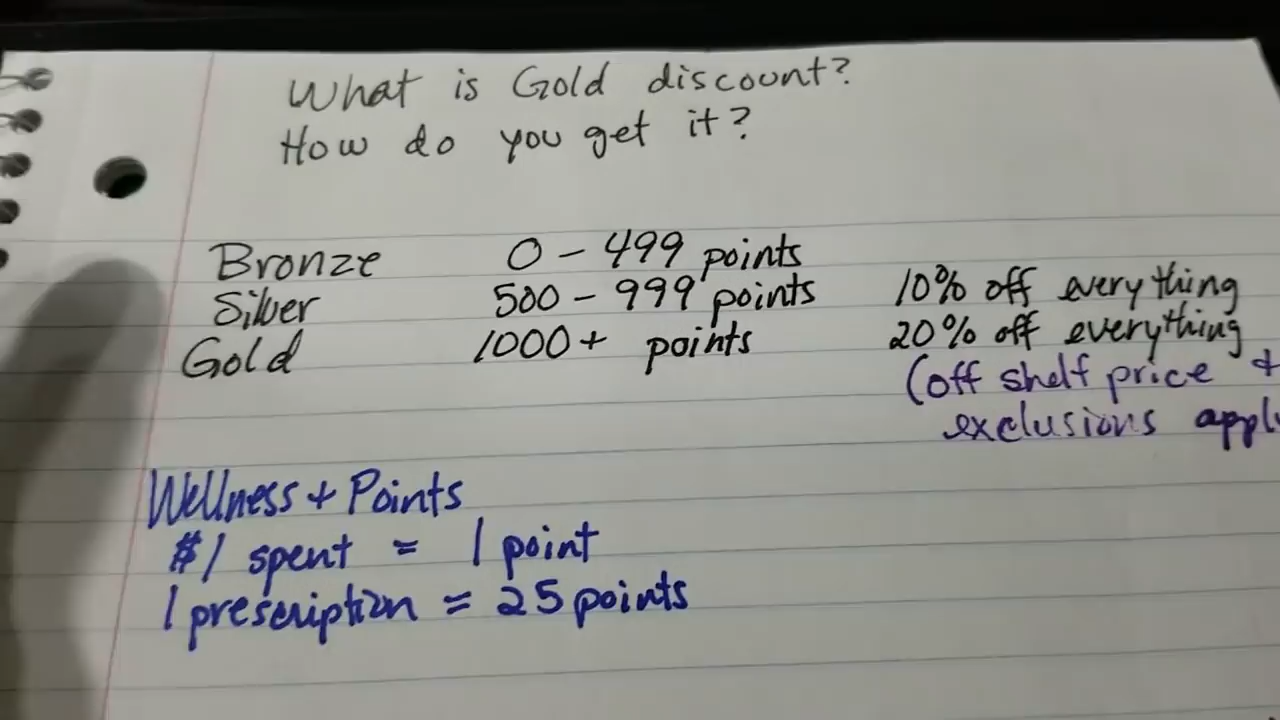 What is Gold discount?
How do you get it?
Bronze 0 - 499 points
Silver 500 - 999 points 10% off everything
Gold 1000+ points 20% off everything
(off shelf price +
exclusions
Wellness + Points
$1 spent = 1 point
1 prescription = 25 points